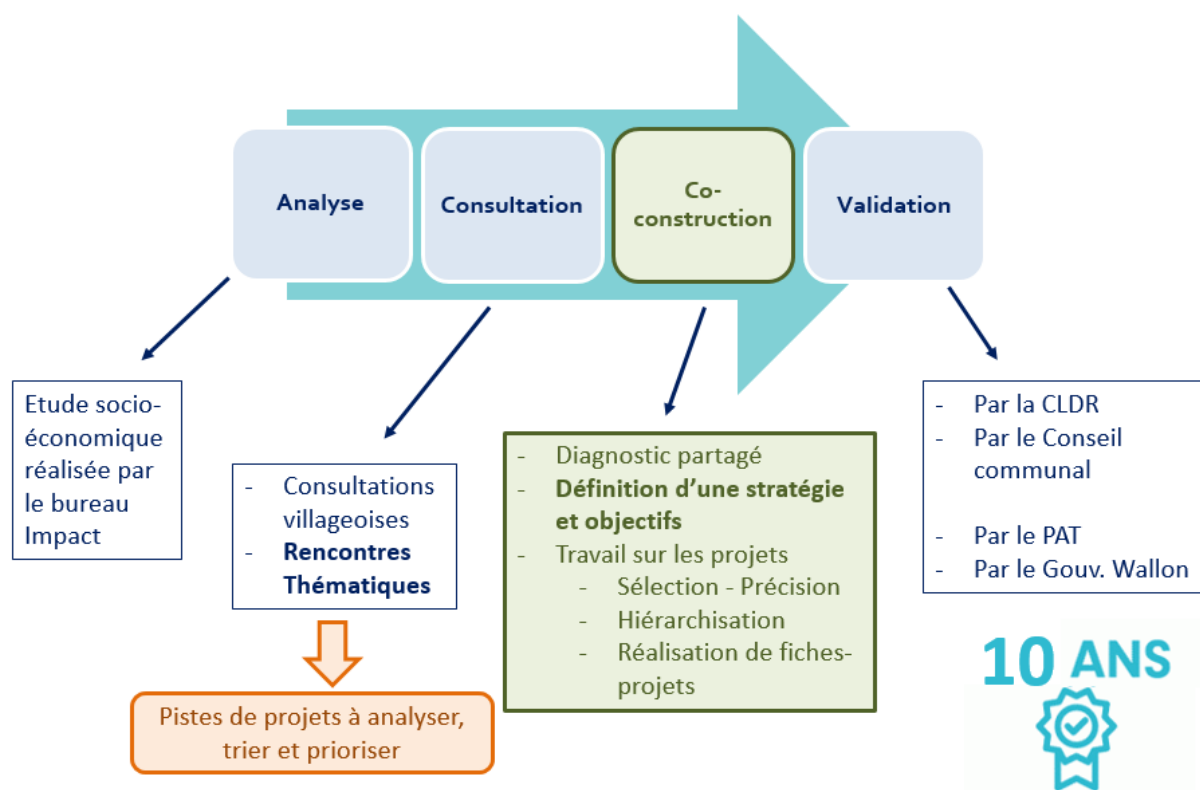 Analyse
Consultation
Co-
construction
Validation
Etude socio-
économique
réalisée par
le bureau
Impact
- Consultations
villageoises
- Rencontres
Thématiques
Pistes de projets à analyser,
trier et prioriser
- Diagnostic partagé
- Définition d’une stratégie
et objectifs
- Travail sur les projets
- Sélection - Précision
- Hiérarchisation
- Réalisation de fiches-
projets
- Par la CLDR
- Par le Conseil
communal
- Par le PAT
- Par le Gouv. Wallon
10 ANS